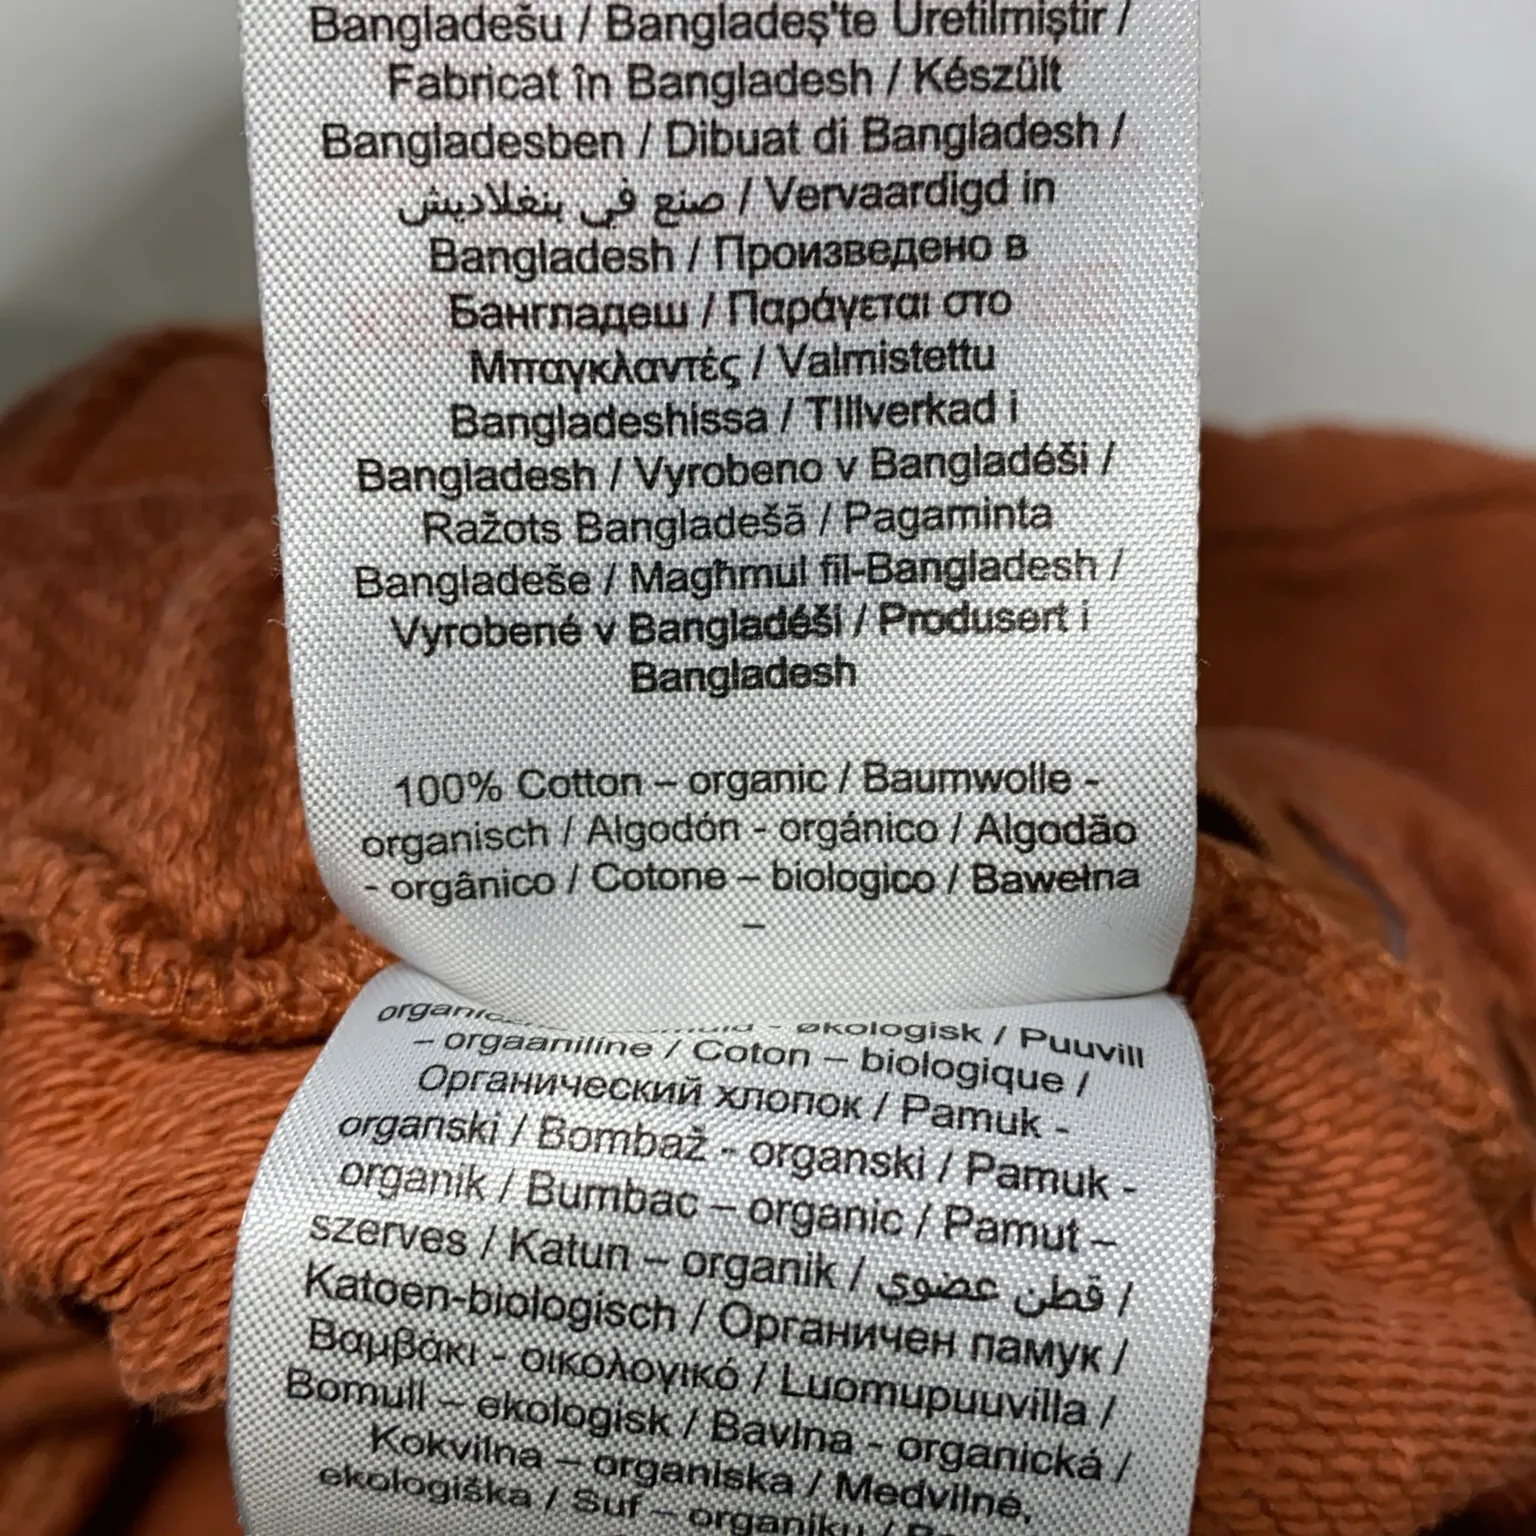 Bangladešu / Bangladeş'te Üretilmiştir /
Fabricat în Bangladesh / Készült
Bangladesben / Dibuat di Bangladesh /
صنع في بنغلاديش / Vervaardigd in
Bangladesh / Произведено в
Бангладеш / Παράγεται στο
Μπαγκλαντές / Valmistettu
Bangladeshissa / Tillverkad i
Bangladesh / Vyrobeno v Bangladéši /
Ražots Bangladešā / Pagaminta
Bangladeše / Magħmul fil-Bangladesh /
Vyrobené v Bangladéši / Produsert i
Bangladesh
100% Cotton – organic / Baumwolle -
organisch / Algodón - orgánico / Algodão
- orgânico / Cotone – biologico / Bawełna
–
økologisk / Puuvill
– orgaaniline / Coton – biologique /
Органический хлопок / Pamuk -
organski / Bombaž - organski / Pamuk -
organik / Bumbac – organic / Pamut –
szerves / Katun – organik / قطن عضوي /
Katoen-biologisch / Органичен памук /
Βαμβάκι - οικολογικό / Luomupuuvilla /
Bomull – ekologisk / Bavlna - organická /
Kokvilna – organiska / Medvilnė,
ekologiška / Suf – organiku /